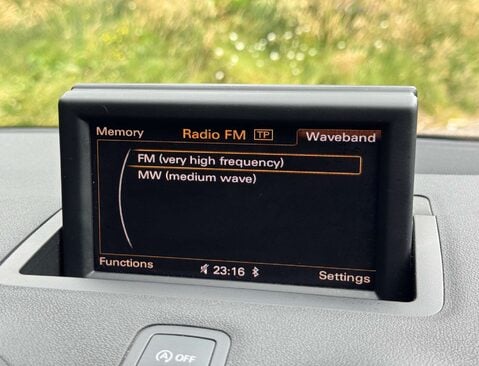 Memory Radio FM TP Waveband
FM (very high frequency)
MW (medium wave)
Functions 23:16 Settings
A OFF